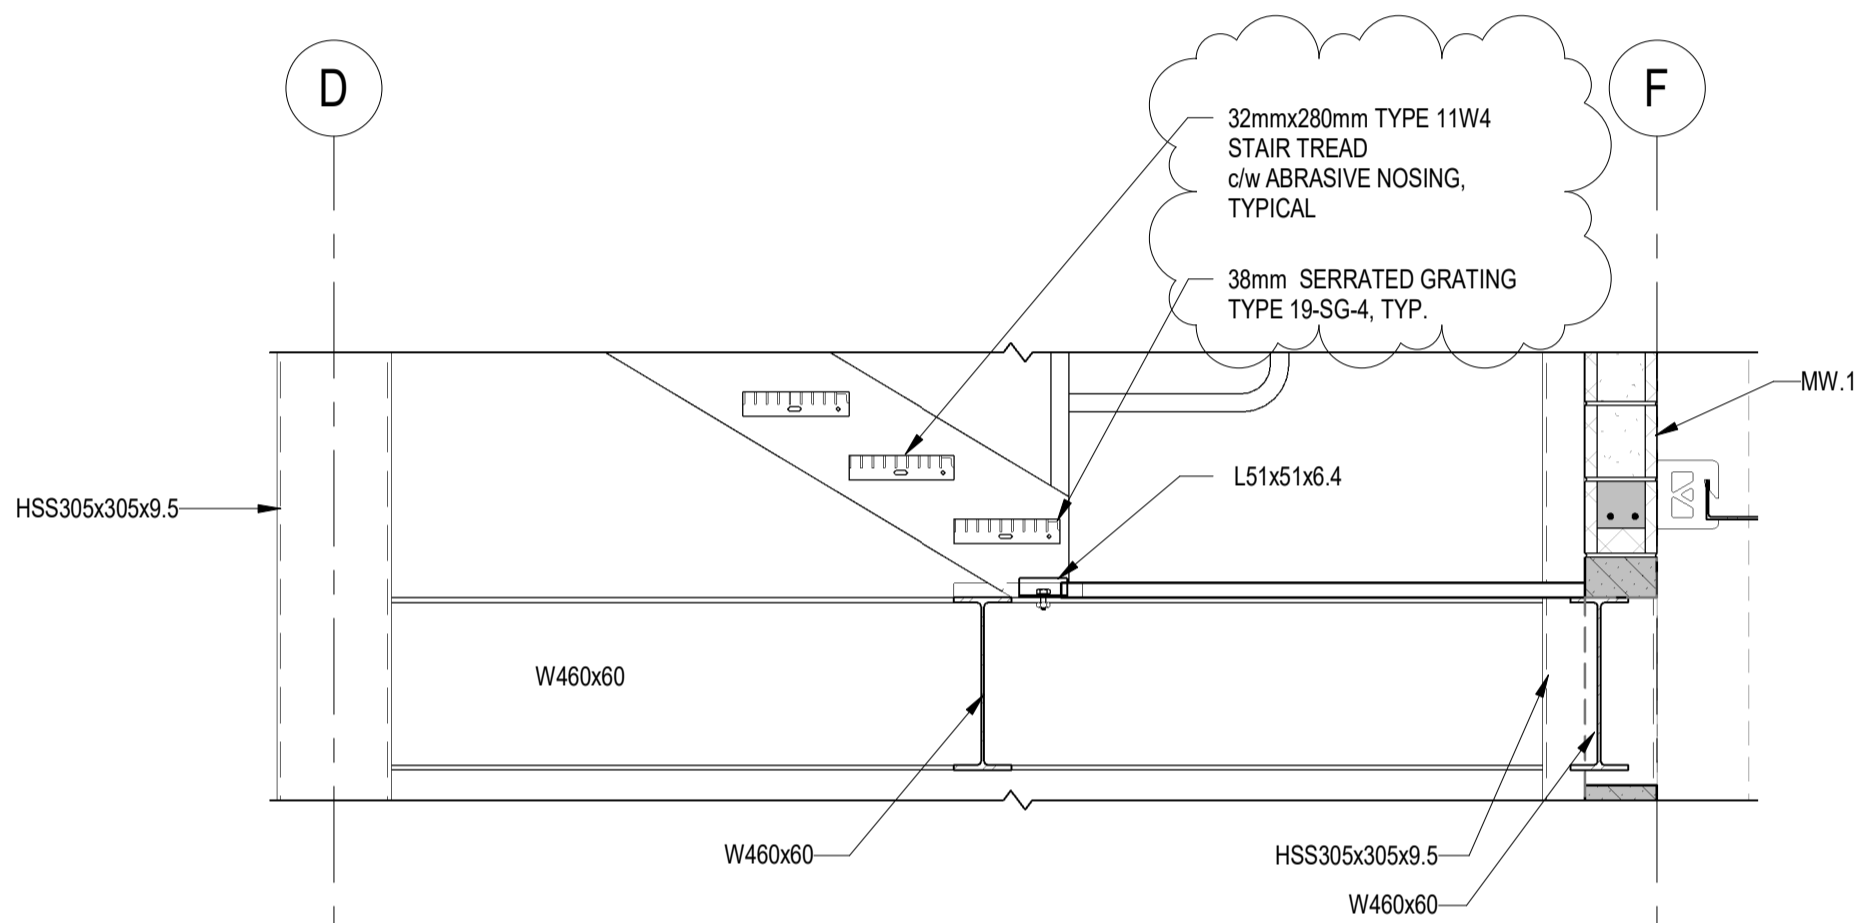 D
F
32mmx280mm TYPE 11W4
STAIR TREAD
c/w ABRASIVE NOSING,
TYPICAL
38mm SERRATED GRATING
TYPE 19-SG-4, TYP.
MW.1
L51x51x6.4
HSS305x305x9.5
W460x60
W460x60
HSS305x305x9.5
W460x60